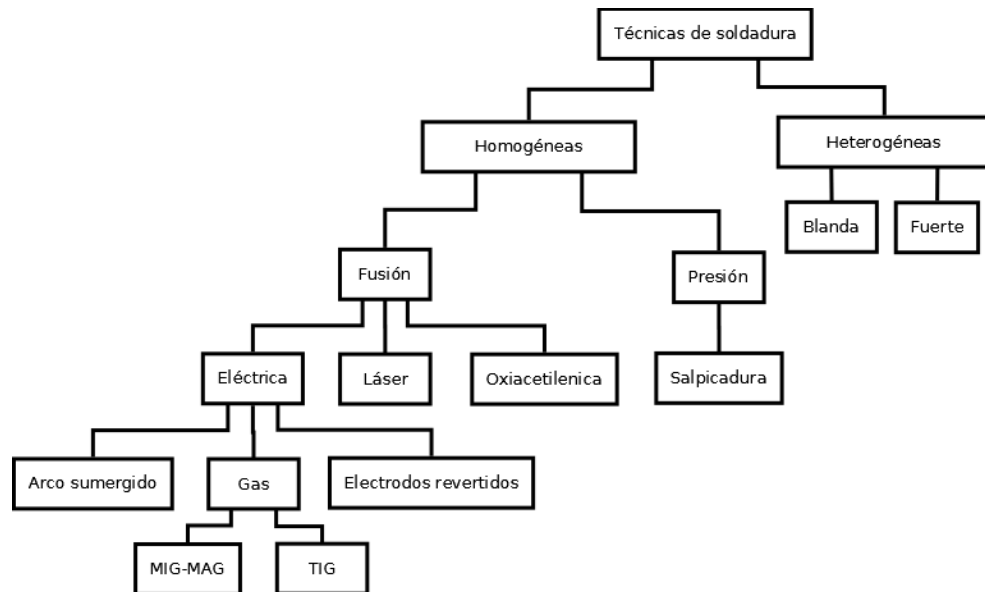 Técnicas de soldadura
Homogéneas
Heterogéneas
Blanda
Fuerte
Fusión
Presión
Eléctrica
Láser
Oxiacetilenica
Salpicadura
Arco sumergido
Gas
Electrodos revertidos
MIG-MAG
TIG